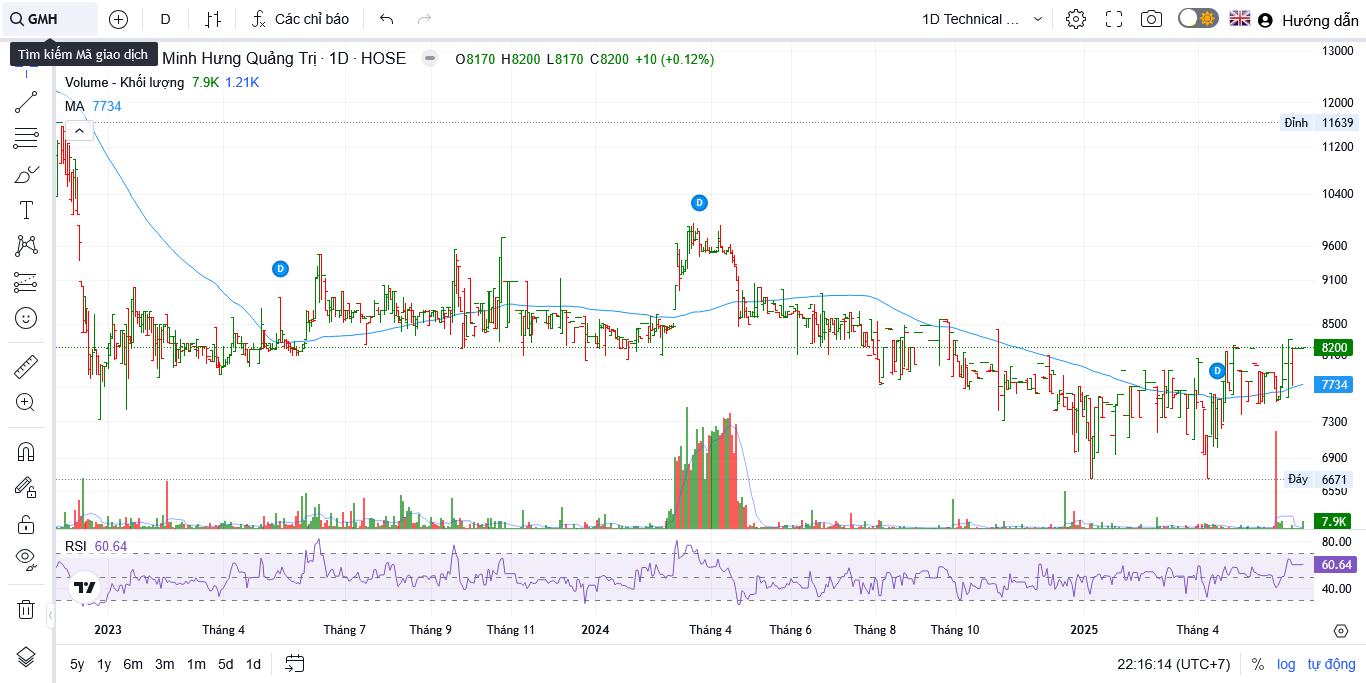 GMH
D
Các chỉ báo
1D Technical ...
Hướng dẫn
Tìm kiếm Mã giao dịch
Minh Hưng Quảng Trị · 1D · HOSE
O8170 H8200 L8170 C8200 +10 (+0.12%)
Volume - Khối lượng 7.9K 1.21K
MA 7734
13000
12000
Đỉnh 11639
11200
10400
9600
9100
8500
8200
8100
7734
7300
6900
Đáy 6671
6550
7.9K
D
D
D
RSI 60.64
80.00
60.64
40.00
2023 Tháng 4 Tháng 7 Tháng 9 Tháng 11 2024 Tháng 4 Tháng 6 Tháng 8 Tháng 10 2025 Tháng 4
5y 1y 6m 3m 1m 5d 1d
22:16:14 (UTC+7) % log tự động